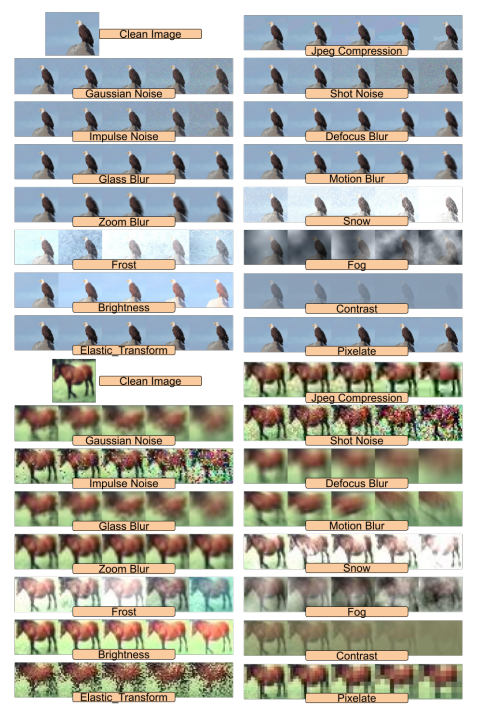 Clean Image
Jpeg Compression
Gaussian Noise
Shot Noise
Impulse Noise
Defocus Blur
Glass Blur
Motion Blur
Zoom Blur
Snow
Frost
Fog
Brightness
Contrast
Elastic_Transform
Pixelate
Clean Image
Jpeg Compression
Gaussian Noise
Shot Noise
Impulse Noise
Defocus Blur
Glass Blur
Motion Blur
Zoom Blur
Snow
Frost
Fog
Brightness
Contrast
Elastic_Transform
Pixelate